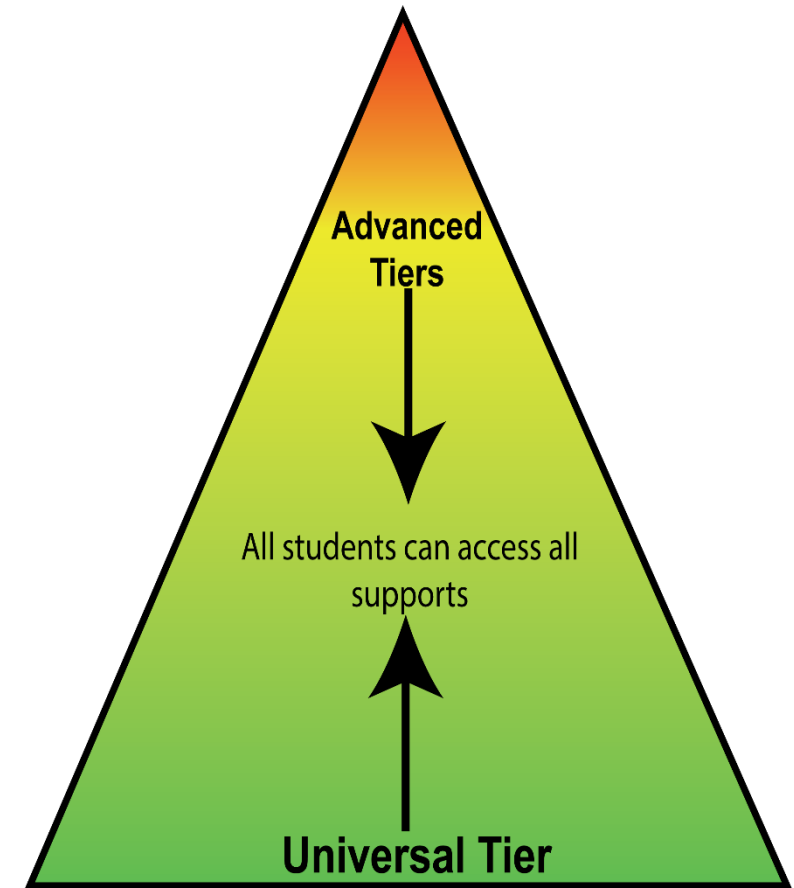 Advanced
Tiers
All students can access all
supports
Universal Tier